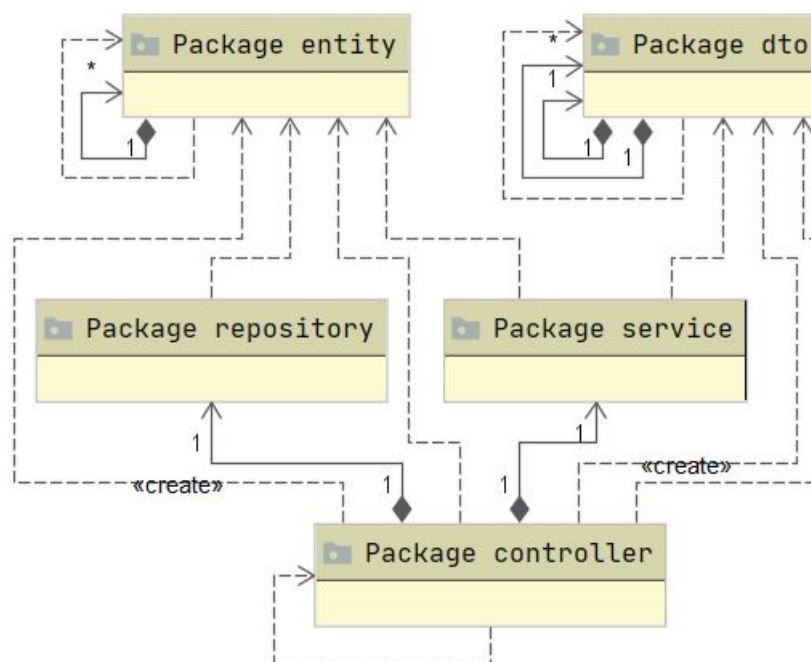 Package entity
Package dto
*
*
1
1
1
1
Package repository
Package service
1
1
«create»
1
1
«create»
Package controller